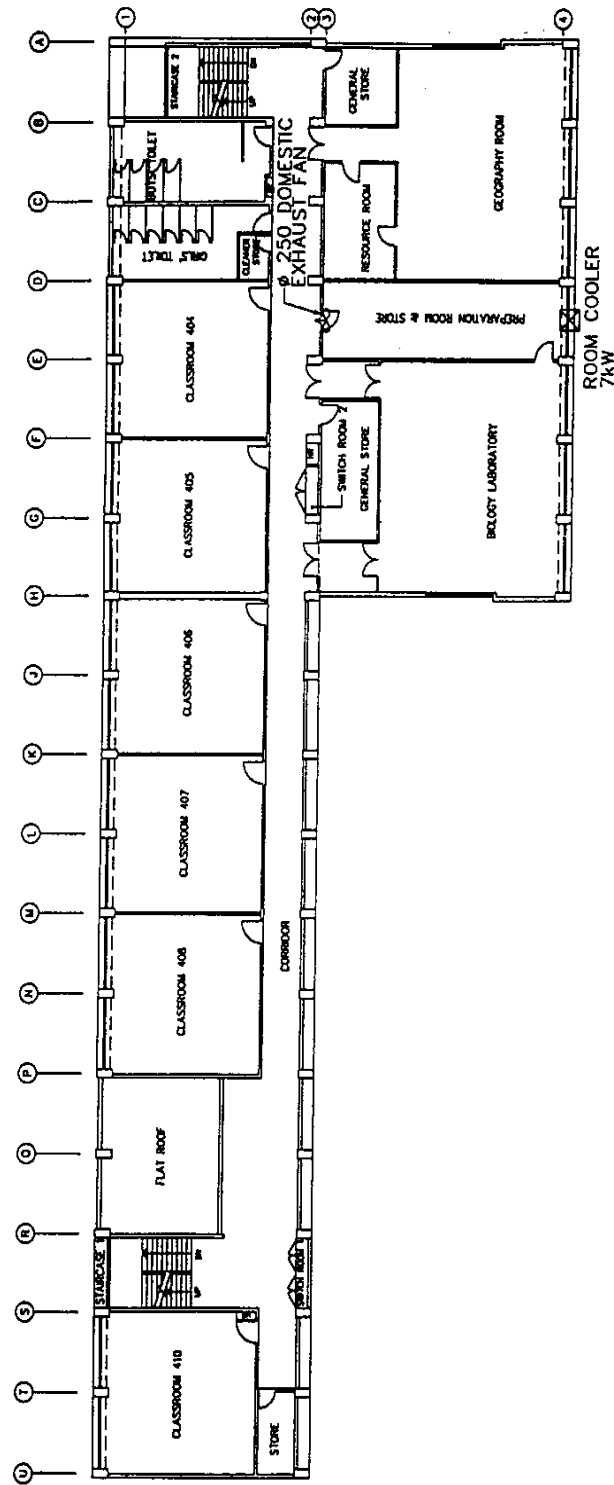 U
T
S
R
Q
P
N
M
L
K
J
H
G
F
E
D
C
B
A
1
2
3
4
CLASSROOM 410
STORE
STAIRCASE 1
UP
DN
SWITCH ROOM
FLAT ROOF
CORRIDOR
CLASSROOM 408
CLASSROOM 407
CLASSROOM 406
CLASSROOM 405
CLASSROOM 404
GIRLS' TOILET
CLEANER
STORE
BOYS' TOILET
STAIRCASE 2
UP
DN
Ø 250 DOMESTIC
EXHAUST FAN
SWITCH ROOM 2
GENERAL STORE
BIOLOGY LABORATORY
PREPARATION ROOM & STORE
RESOURCE ROOM
GENERAL
STORE
GEOGRAPHY ROOM
ROOM COOLER
7kW